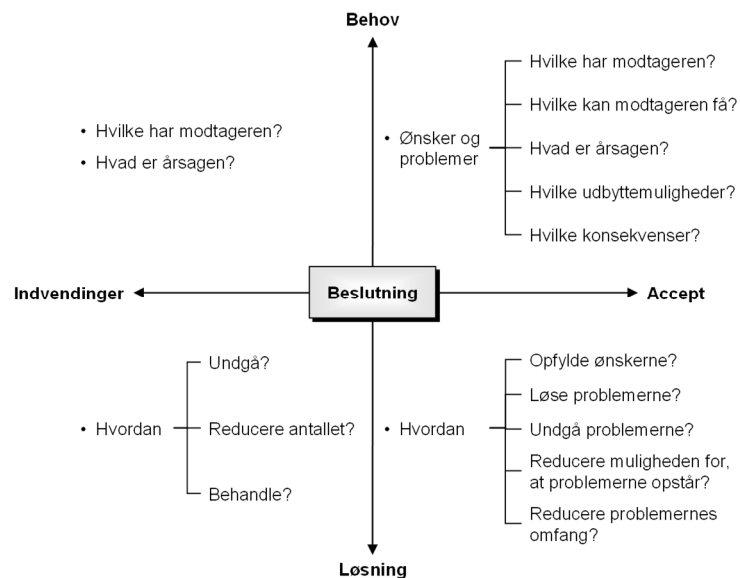 Behov
• Hvilke har modtageren?
• Hvad er årsagen?
• Ønsker og
problemer
Hvilke har modtageren?
Hvilke kan modtageren få?
Hvad er årsagen?
Hvilke udbyttemuligheder?
Hvilke konsekvenser?
Indvendinger
Beslutning
Accept
• Hvordan
Undgå?
Reducere antallet?
Behandle?
• Hvordan
Opfylde ønskerne?
Løse problemerne?
Undgå problemerne?
Reducere muligheden for,
at problemerne opstår?
Reducere problemernes
omfang?
Løsning